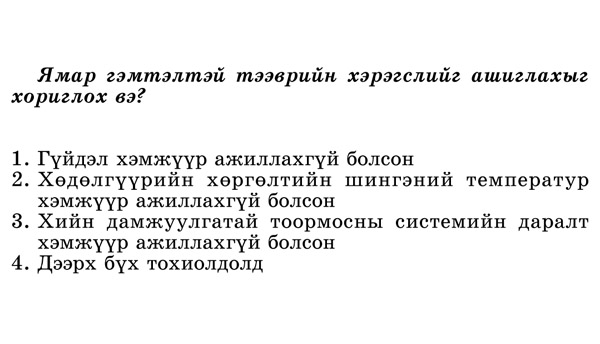 Ямар гэмтэлтэй тээврийн хэрэгслийг ашиглахыг
хориглох вэ?
1. Гүйдэл хэмжүүр ажиллахгүй болсон
2. Хөдөлгүүрийн хөргөлтийн шингэний температур
хэмжүүр ажиллахгүй болсон
3. Хийн дамжуулгатай тоормосны системийн даралт
хэмжүүр ажиллахгүй болсон
4. Дээрх бүх тохиолдолд